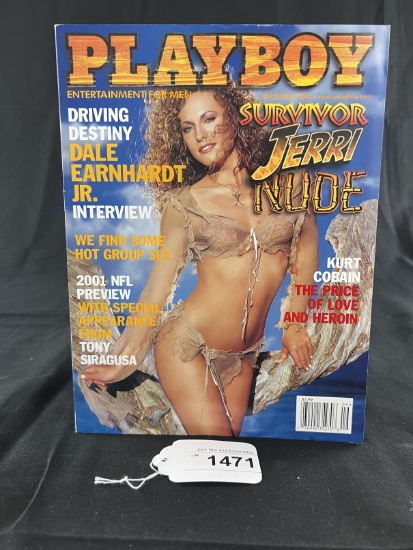 PLAYBOY
ENTERTAINMENT FOR MEN
SURVIVOR
JERRI
NUDE
DRIVING
DESTINY
DALE
EARNHARDT
JR.
INTERVIEW
WE FIND SOME
HOT GROUP SEX
2001 NFL
PREVIEW
WITH SPECIAL
APPEARANCE
FROM
TONY
SIRAGUSA
KURT
COBAIN
THE PRICE
OF LOVE
AND HEROIN
1471